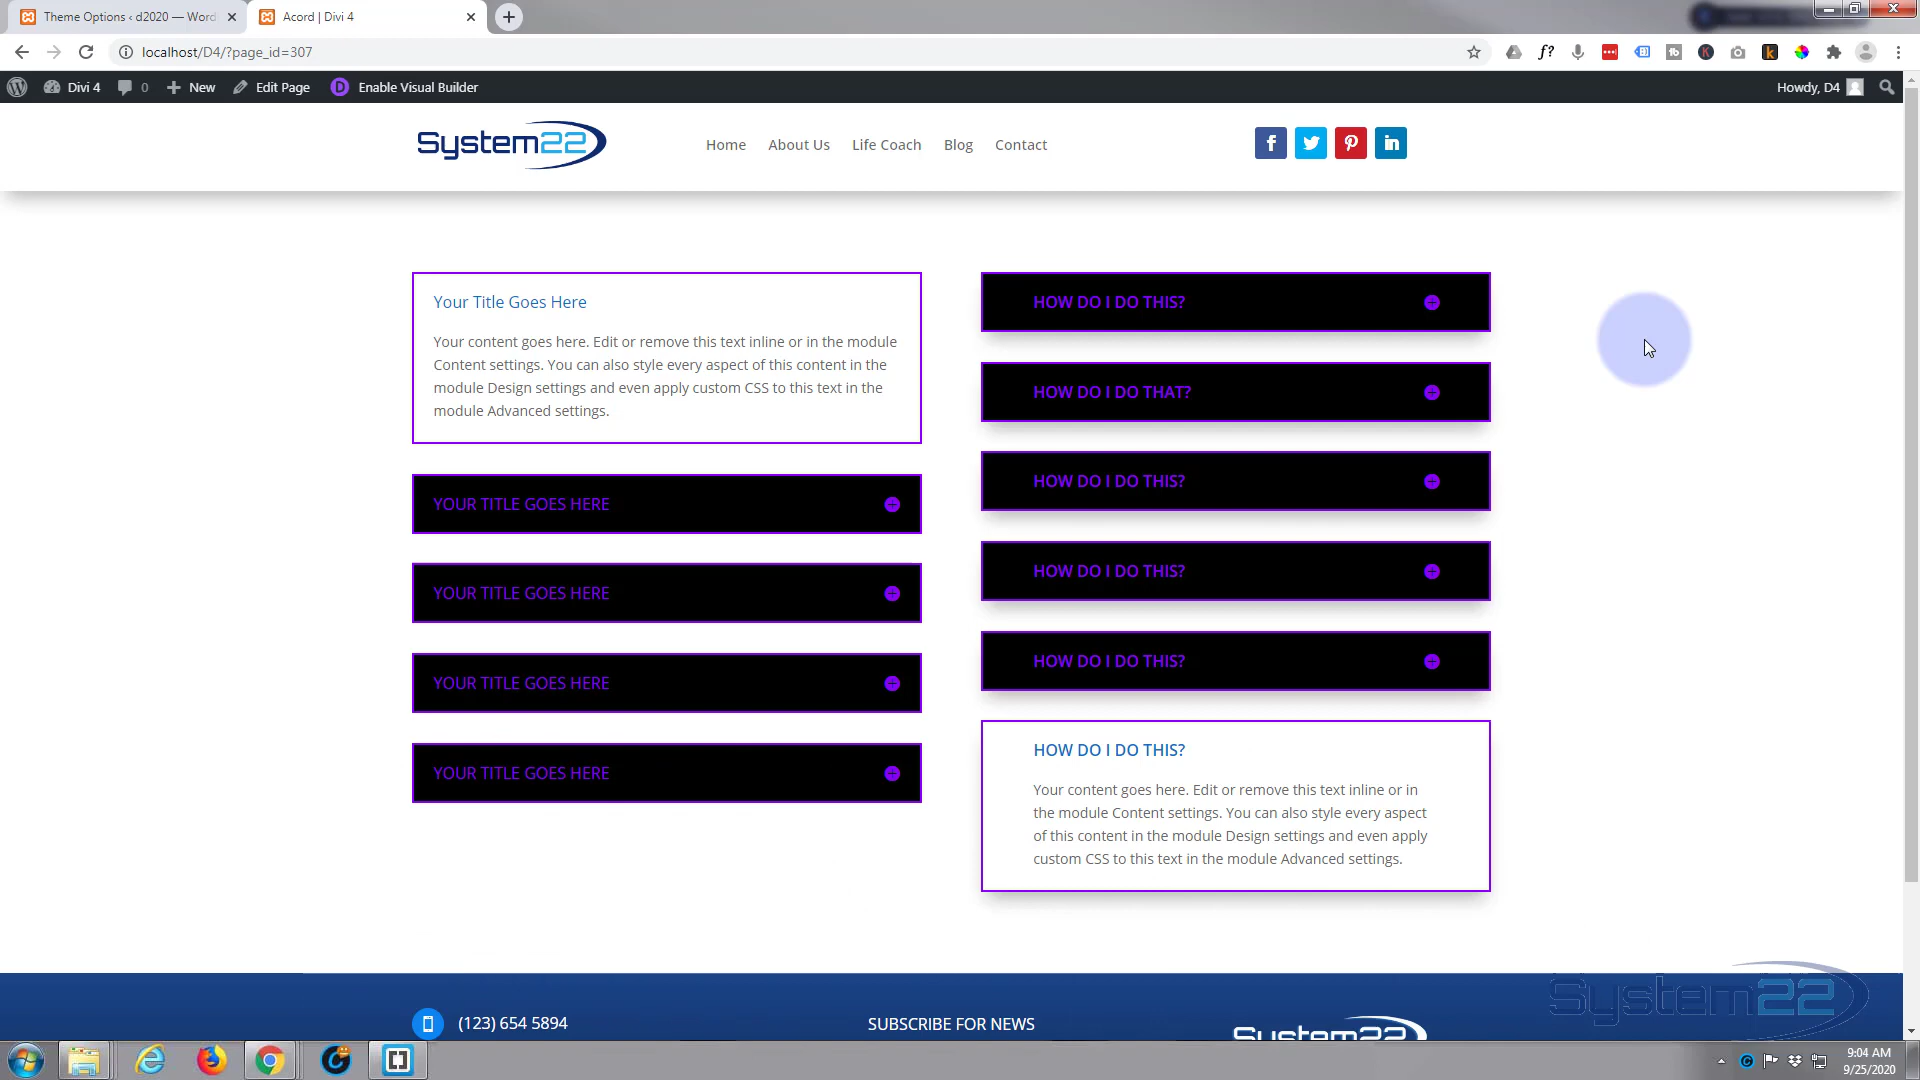 Theme Options ‹ d2020 — Word
Acord | Divi 4
localhost/D4/?page_id=307
Divi 4
0
New
Edit Page
Enable Visual Builder
Howdy, D4
System22
Home
About Us
Life Coach
Blog
Contact
Your Title Goes Here
Your content goes here. Edit or remove this text inline or in the module
Content settings. You can also style every aspect of this content in the
module Design settings and even apply custom CSS to this text in the
module Advanced settings.
YOUR TITLE GOES HERE
YOUR TITLE GOES HERE
YOUR TITLE GOES HERE
YOUR TITLE GOES HERE
HOW DO I DO THIS?
HOW DO I DO THAT?
HOW DO I DO THIS?
HOW DO I DO THIS?
HOW DO I DO THIS?
HOW DO I DO THIS?
Your content goes here. Edit or remove this text inline or in
the module Content settings. You can also style every aspect
of this content in the module Design settings and even apply
custom CSS to this text in the module Advanced settings.
(123) 654 5894
SUBSCRIBE FOR NEWS
System22
System22
9:04 AM
9/25/2020